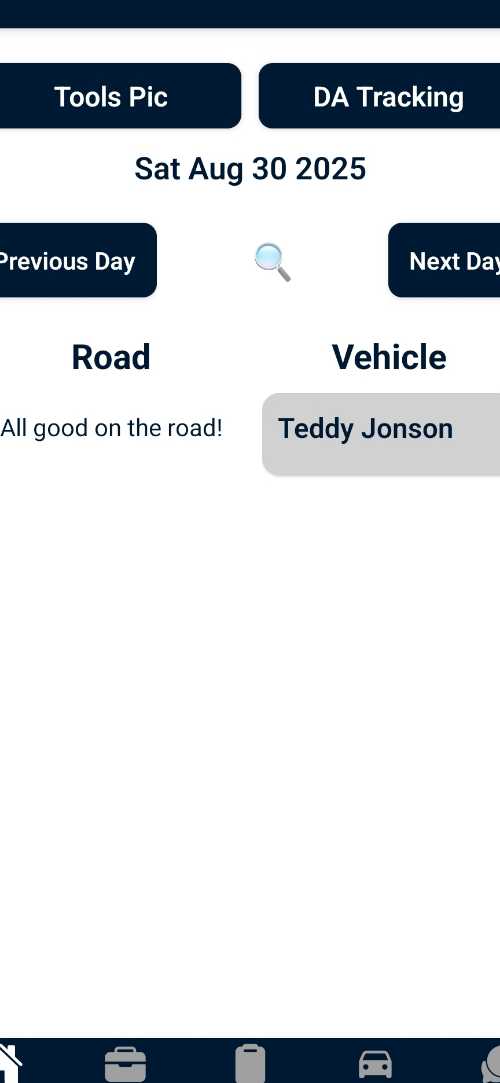 Tools Pic
DA Tracking
Sat Aug 30 2025
Previous Day
Next Day
Road
Vehicle
All good on the road!
Teddy Jonson